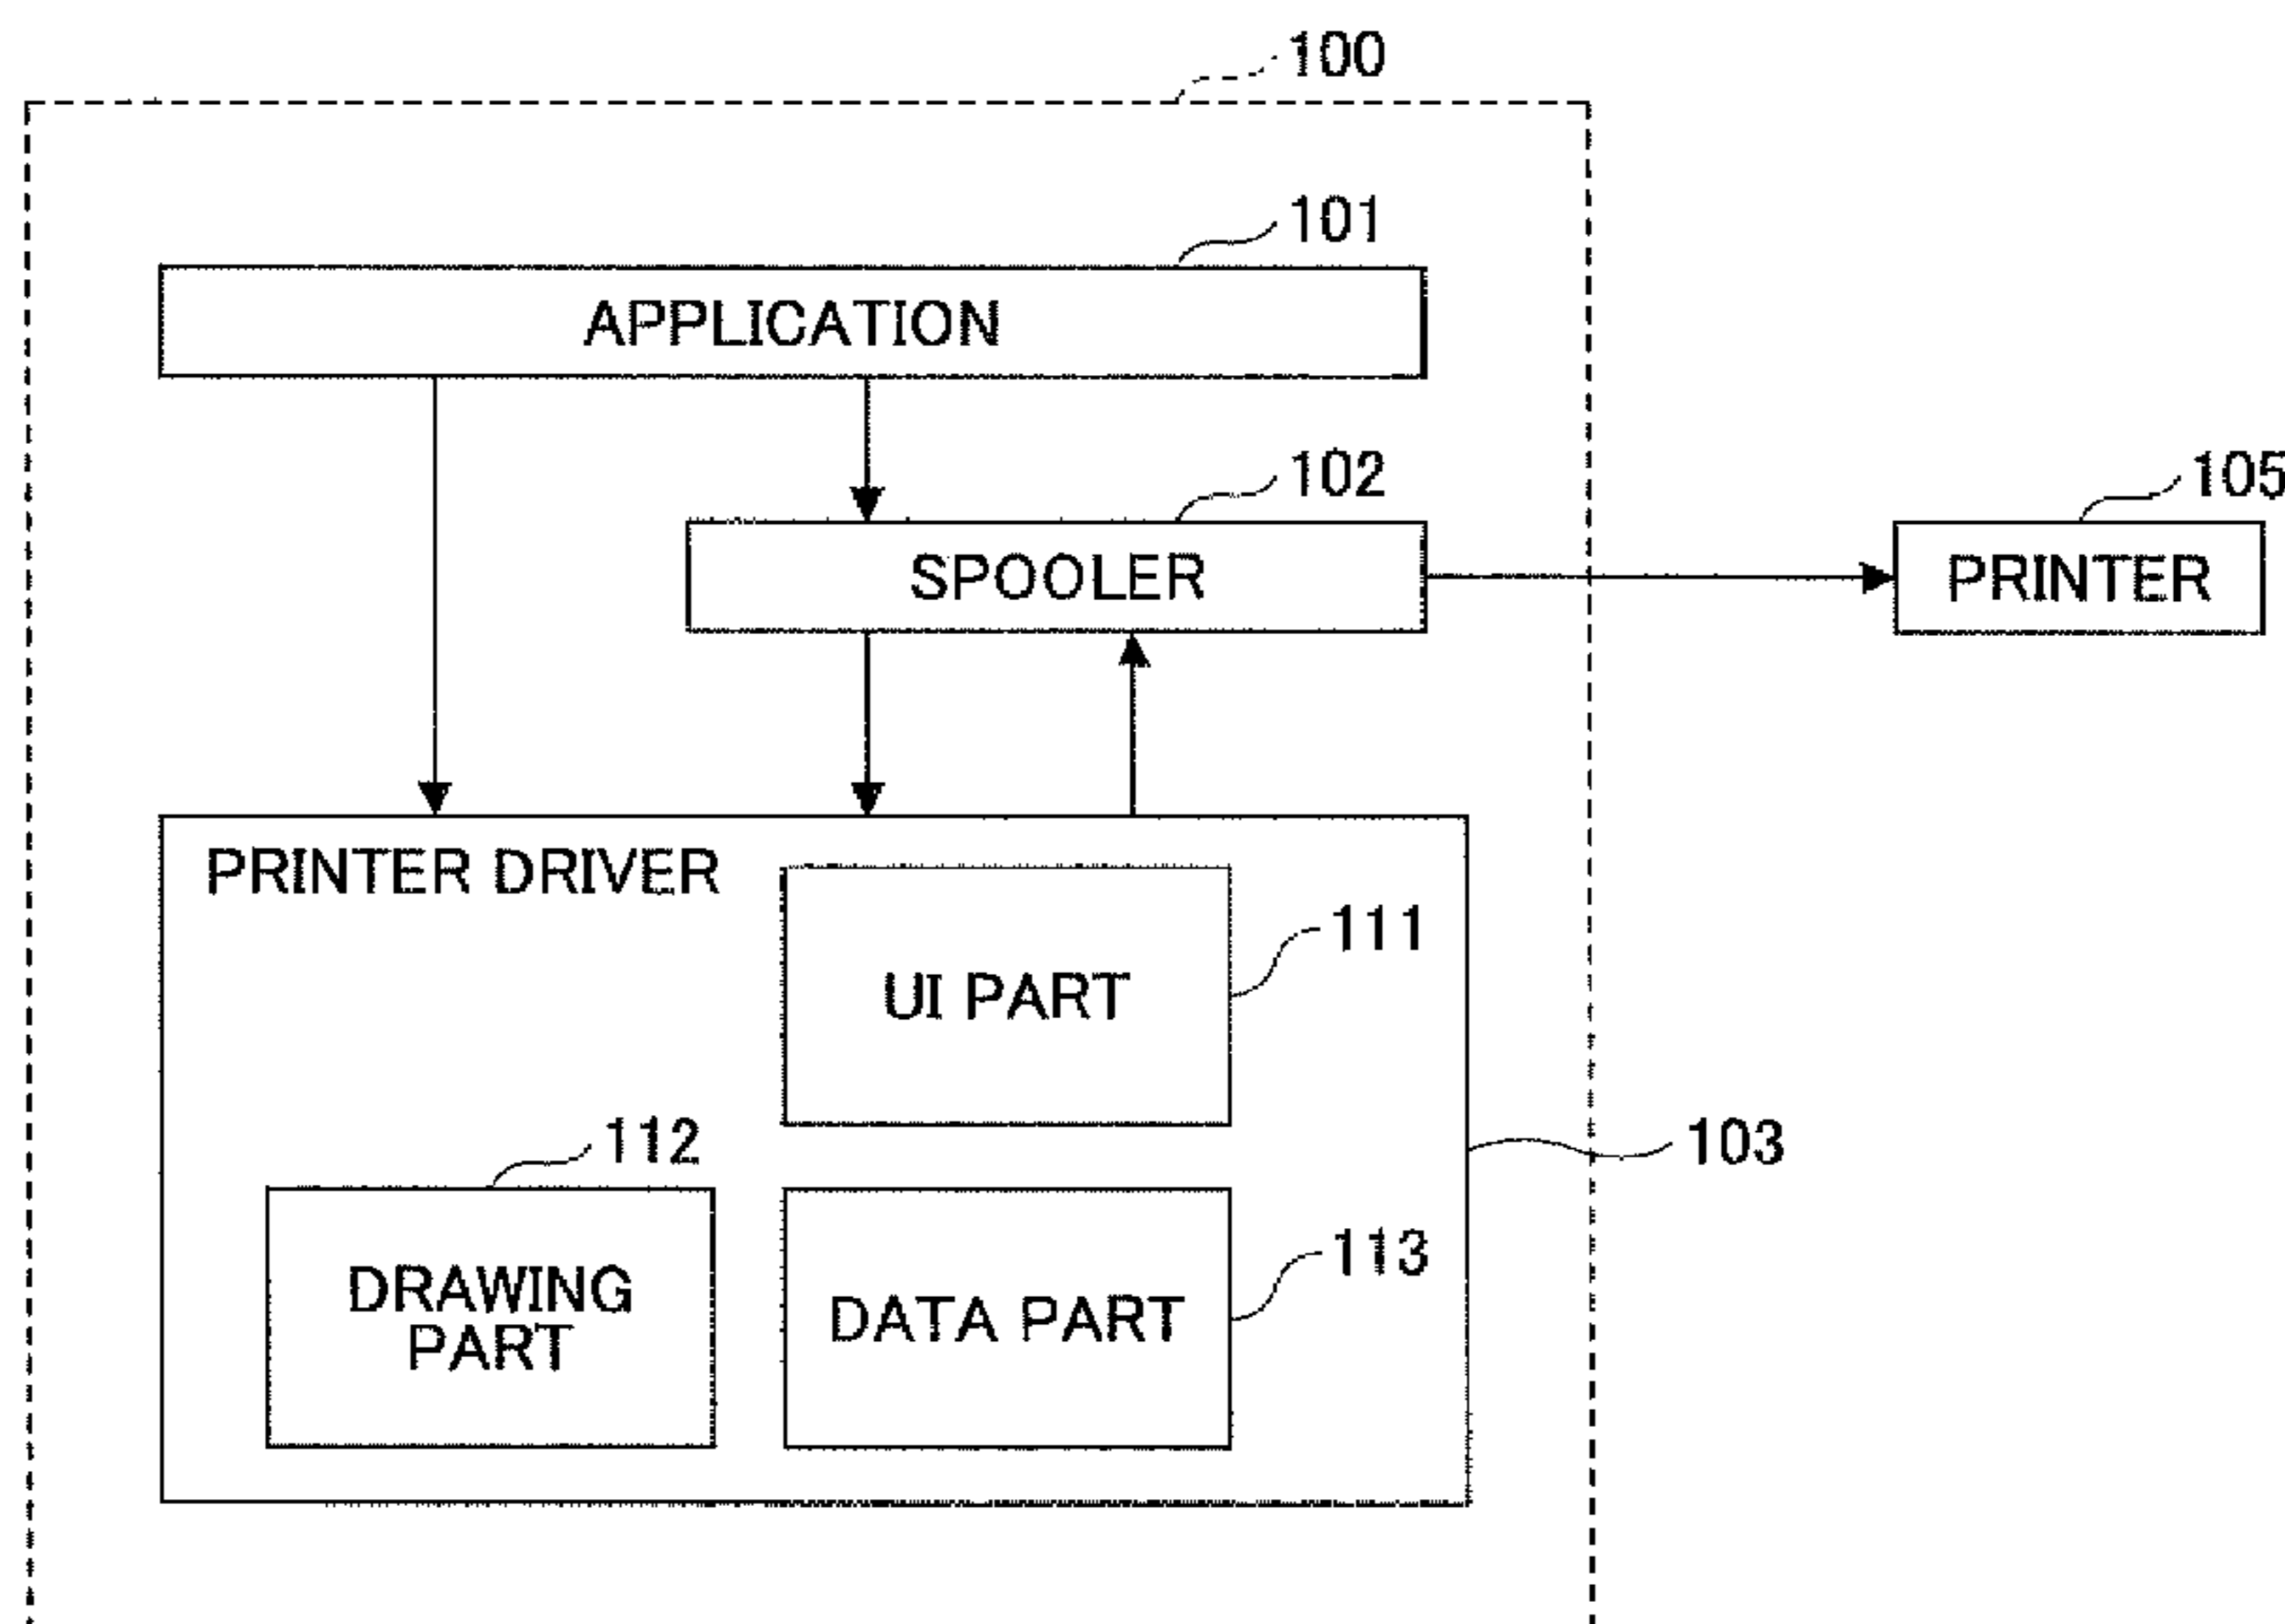 100
101
APPLICATION
102
105
SPOOLER
PRINTER
PRINTER DRIVER
111
UI PART
112
103
DRAWING
PART
113
DATA PART